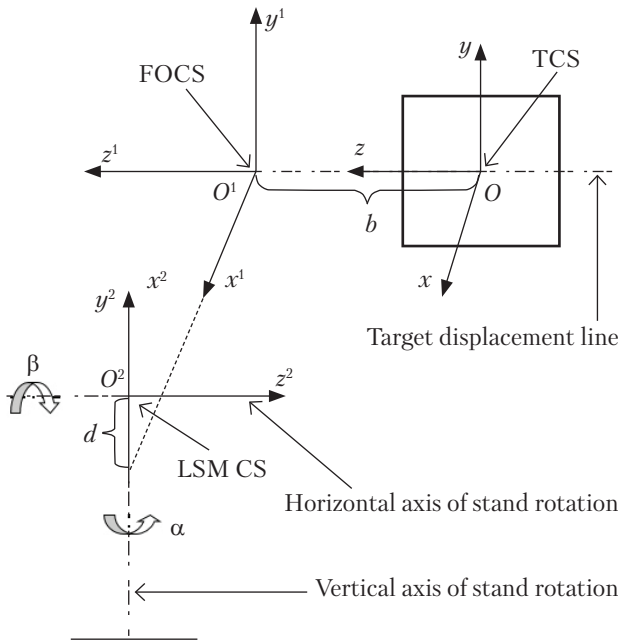 y¹
FOCS
y
TCS
z¹
z
O¹
O
b
x²
x¹
x
y²
Target displacement line
β
O²
z²
d
LSM CS
Horizontal axis of stand rotation
α
Vertical axis of stand rotation